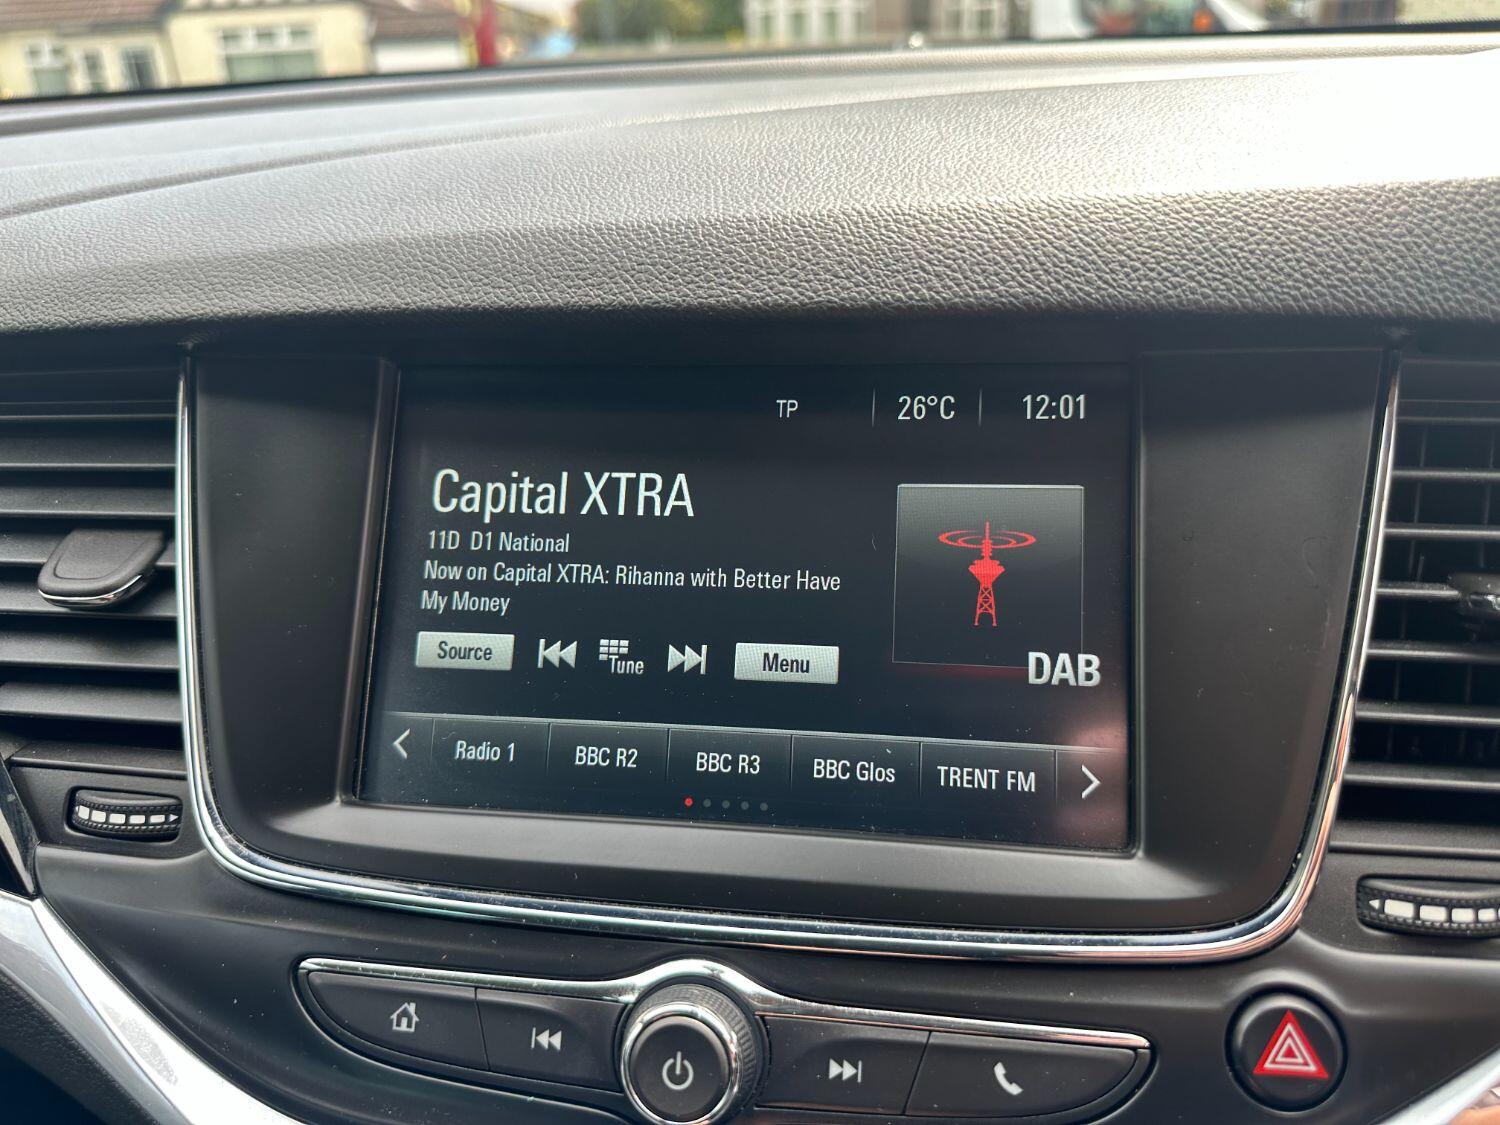 TP 26°C 12:01
Capital XTRA
11D D1 National
Now on Capital XTRA: Rihanna with Better Have
My Money
Source Tune Menu
DAB
Radio 1 BBC R2 BBC R3 BBC Glos TRENT FM